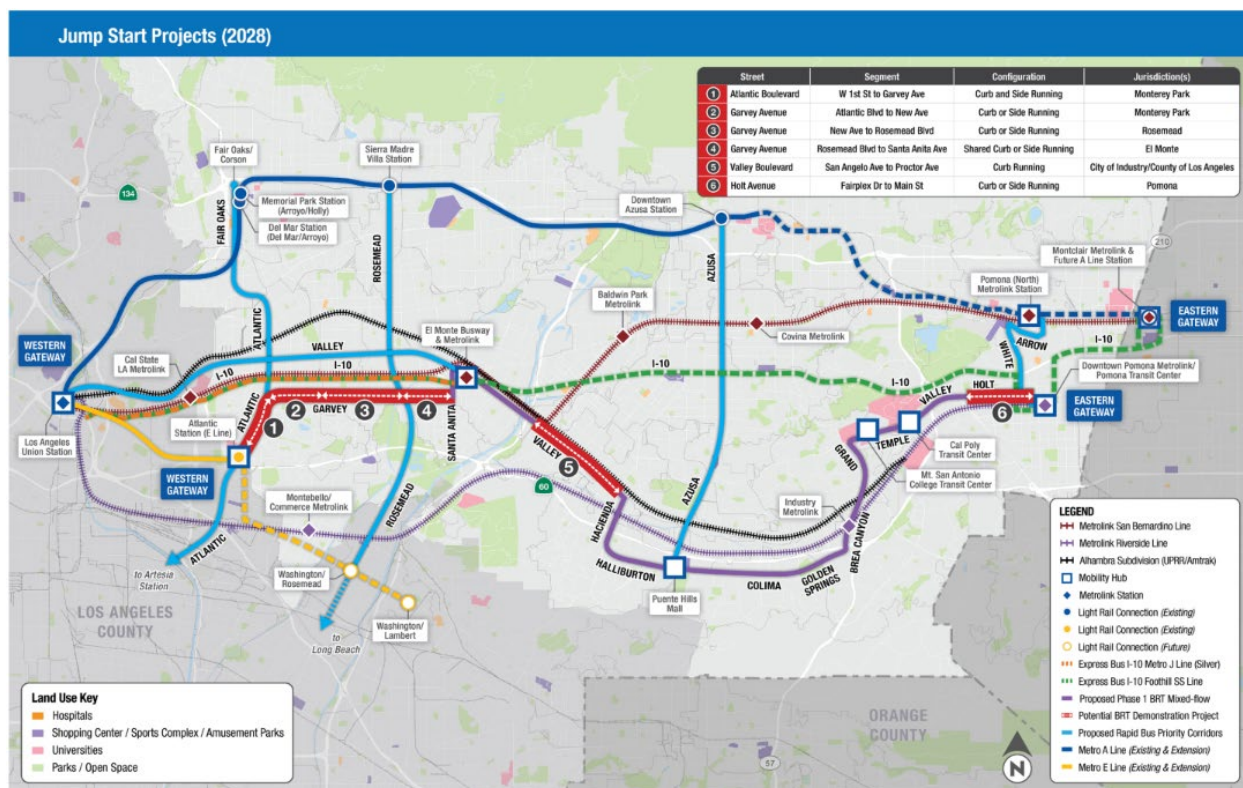 Jump Start Projects (2028)
Street Segment Configuration Jurisdiction(s)
1 Atlantic Boulevard W 1st St to Garvey Ave Curb and Side Running Monterey Park
2 Garvey Avenue Atlantic Blvd to New Ave Curb or Side Running Monterey Park
3 Garvey Avenue New Ave to Rosemead Blvd Curb or Side Running Rosemead
4 Garvey Avenue Rosemead Blvd to Santa Anita Ave Shared Curb or Side Running El Monte
5 Valley Boulevard San Angelo Ave to Proctor Ave Curb Running City of Industry/County of Los Angeles
6 Holt Avenue Fairplex Dr to Main St Curb or Side Running Pomona
Fair Oaks/
Corson
Sierra Madre
Villa Station
134
Memorial Park Station
(Arroyo/Holly)
Del Mar Station
(Del Mar/Arroyo)
FAIR OAKS
ROSEMEAD
Downtown
Azusa Station
AZUSA
210
Montclair Metrolink &
Future A Line Station
Pomona (North)
Metrolink Station
Baldwin Park
Metrolink
Covina Metrolink
EASTERN
GATEWAY
ARROW
WHITE
I-10
El Monte Busway
& Metrolink
ATLANTIC
VALLEY
I-10
I-10
WESTERN
GATEWAY
Cal State
LA Metrolink
I-10
I-10
Downtown Pomona Metrolink/
Pomona Transit Center
VALLEY
HOLT
6
EASTERN
GATEWAY
Los Angeles
Union Station
Atlantic
Station (E Line)
ATLANTIC
1
2
GARVEY
3
4
SANTA ANITA
VALLEY
5
WESTERN
GATEWAY
GRAND
TEMPLE
Cal Poly
Transit Center
Mt. San Antonio
College Transit Center
Montebello/
Commerce Metrolink
60
ROSEMEAD
AZUSA
Industry
Metrolink
HACIENDA
HALLIBURTON
Puente Hills
Mall
COLIMA
GOLDEN
SPRINGS
BREA CANYON
ATLANTIC
to Artesia
Station
Washington/
Rosemead
Washington/
Lambert
to
Long Beach
LOS ANGELES
COUNTY
ORANGE
COUNTY
57
N
Land Use Key
Hospitals
Shopping Center / Sports Complex / Amusement Parks
Universities
Parks / Open Space
LEGEND
Metrolink San Bernardino Line
Metrolink Riverside Line
Alhambra Subdivision (UPRR/Amtrak)
Mobility Hub
Metrolink Station
Light Rail Connection (Existing)
Light Rail Connection (Existing)
Light Rail Connection (Future)
Express Bus I-10 Metro J Line (Silver)
Express Bus I-10 Foothill SS Line
Proposed Phase 1 BRT Mixed-flow
Potential BRT Demonstration Project
Proposed Rapid Bus Priority Corridors
Metro A Line (Existing & Extension)
Metro E Line (Existing & Extension)